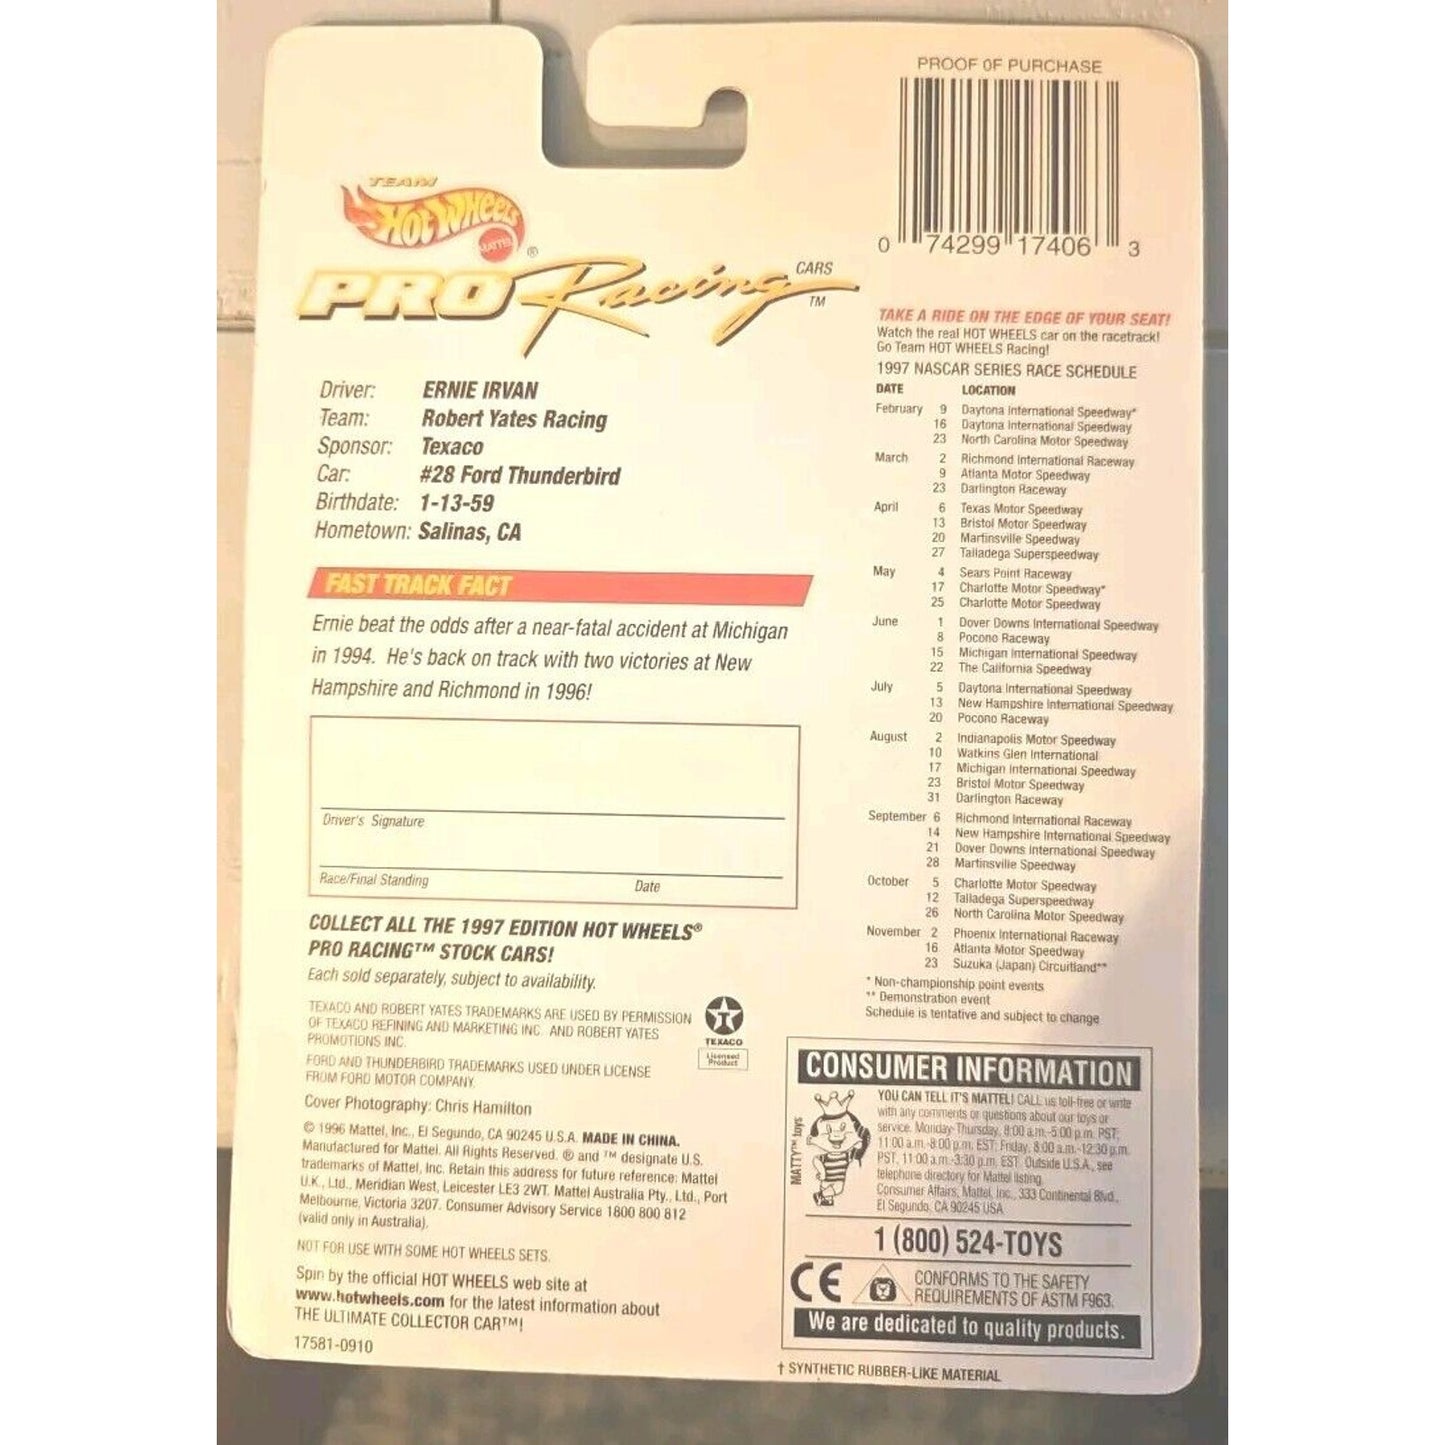 PROOF OF PURCHASE
0 74299 17406 3
TEAM
Hot Wheels
MATTEL
®
PRO Racing CARS
TM
Driver: ERNIE IRVAN
Team: Robert Yates Racing
Sponsor: Texaco
Car: #28 Ford Thunderbird
Birthdate: 1-13-59
Hometown: Salinas, CA
FAST TRACK FACT
Ernie beat the odds after a near-fatal accident at Michigan
in 1994. He's back on track with two victories at New
Hampshire and Richmond in 1996!
Driver's Signature
Race/Final Standing Date
COLLECT ALL THE 1997 EDITION HOT WHEELS®
PRO RACING™ STOCK CARS!
Each sold separately, subject to availability.
TEXACO AND ROBERT YATES TRADEMARKS ARE USED BY PERMISSION
OF TEXACO REFINING AND MARKETING INC. AND ROBERT YATES
PROMOTIONS INC.
FORD AND THUNDERBIRD TRADEMARKS USED UNDER LICENSE
FROM FORD MOTOR COMPANY.
T
TEXACO
Licensed
Product
Cover Photography: Chris Hamilton
© 1996 Mattel, Inc., El Segundo, CA 90245 U.S.A. MADE IN CHINA.
Manufactured for Mattel. All Rights Reserved. ® and ™ designate U.S.
trademarks of Mattel, Inc. Retain this address for future reference: Mattel
U.K., Ltd., Meridian West, Leicester LE3 2WT. Mattel Australia Pty., Ltd., Port
Melbourne, Victoria 3207. Consumer Advisory Service 1800 800 812
(valid only in Australia).
NOT FOR USE WITH SOME HOT WHEELS SETS.
Spin by the official HOT WHEELS web site at
www.hotwheels.com for the latest information about
THE ULTIMATE COLLECTOR CAR™!
17581-0910
TAKE A RIDE ON THE EDGE OF YOUR SEAT!
Watch the real HOT WHEELS car on the racetrack!
Go Team HOT WHEELS Racing!
1997 NASCAR SERIES RACE SCHEDULE
DATE LOCATION
February 9 Daytona International Speedway*
16 Daytona International Speedway
23 North Carolina Motor Speedway
March 2 Richmond International Raceway
9 Atlanta Motor Speedway
23 Darlington Raceway
April 6 Texas Motor Speedway
13 Bristol Motor Speedway
20 Martinsville Speedway
27 Talladega Superspeedway
May 4 Sears Point Raceway
17 Charlotte Motor Speedway*
25 Charlotte Motor Speedway
June 1 Dover Downs International Speedway
8 Pocono Raceway
15 Michigan International Speedway
22 The California Speedway
July 5 Daytona International Speedway
13 New Hampshire International Speedway
20 Pocono Raceway
August 2 Indianapolis Motor Speedway
10 Watkins Glen International
17 Michigan International Speedway
23 Bristol Motor Speedway
31 Darlington Raceway
September 6 Richmond International Raceway
14 New Hampshire International Speedway
21 Dover Downs International Speedway
28 Martinsville Speedway
October 5 Charlotte Motor Speedway
12 Talladega Superspeedway
26 North Carolina Motor Speedway
November 2 Phoenix International Raceway
16 Atlanta Motor Speedway
23 Suzuka (Japan) Circuitland**
* Non-championship point events
** Demonstration event
Schedule is tentative and subject to change
CONSUMER INFORMATION
MATTY™ toys
YOU CAN TELL IT'S MATTEL! CALL us toll-free or write
with any comments or questions about our toys or
service. Monday-Thursday, 8:00 a.m.-5:00 p.m. PST;
11:00 a.m.-8:00 p.m. EST; Friday, 8:00 a.m.-12:30 p.m.
PST, 11:00 a.m.-3:30 p.m. EST. Outside U.S.A., see
telephone directory for Mattel listing.
Consumer Affairs, Mattel, Inc., 333 Continental Blvd.,
El Segundo, CA 90245 USA
1 (800) 524-TOYS
CE
CONFORMS TO THE SAFETY
REQUIREMENTS OF ASTM F963.
We are dedicated to quality products.
† SYNTHETIC RUBBER-LIKE MATERIAL